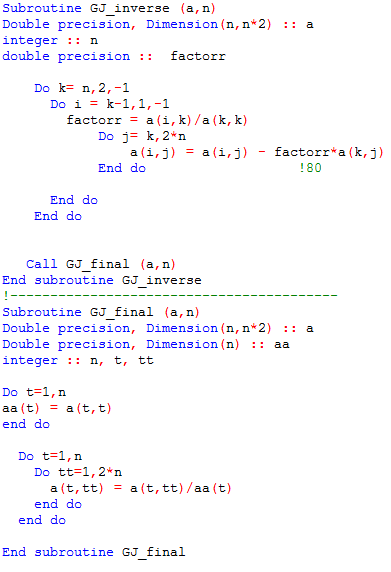 Subroutine GJ_inverse (a,n)
Double precision, Dimension(n,n*2) :: a
integer :: n
double precision ::  factorr

    Do k= n,2,-1
      Do i = k-1,1,-1
        factorr = a(i,k)/a(k,k)
            Do j= k,2*n
                a(i,j) = a(i,j) - factorr*a(k,j)
            End do                   !80

      End do
    End do


   Call GJ_final (a,n)
End subroutine GJ_inverse
!-----------------------------------------
Subroutine GJ_final (a,n)
Double precision, Dimension(n,n*2) :: a
Double precision, Dimension(n) :: aa
integer :: n, t, tt

Do t=1,n
aa(t) = a(t,t)
end do

  Do t=1,n
    Do tt=1,2*n
      a(t,tt) = a(t,tt)/aa(t)
    end do
  end do

End subroutine GJ_final